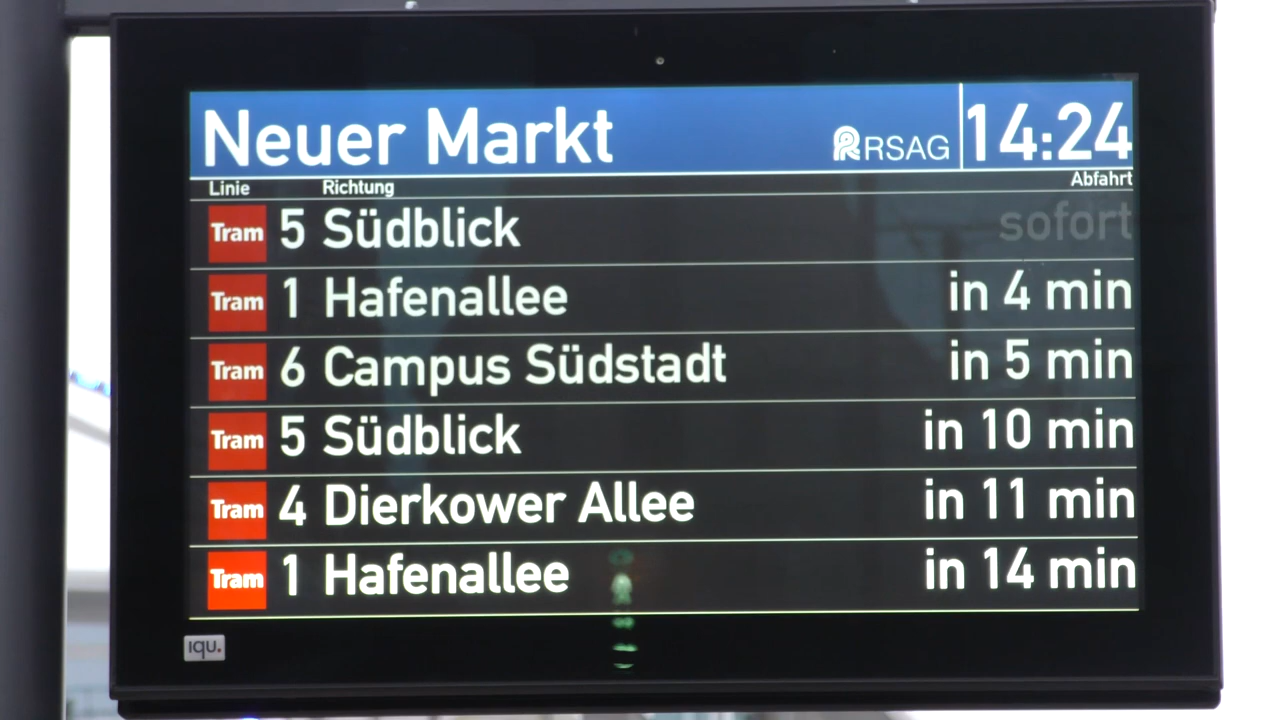 Neuer Markt RSAG 14:24
Linie Richtung Abfahrt
Tram 5 Südblick sofort
Tram 1 Hafenallee in 4 min
Tram 6 Campus Südstadt in 5 min
Tram 5 Südblick in 10 min
Tram 4 Dierkower Allee in 11 min
Tram 1 Hafenallee in 14 min
iqu.